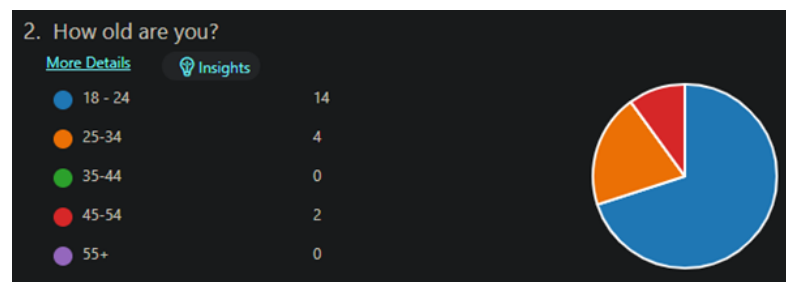 2. How old are you?
More Details Insights
18 - 24 14
25-34 4
35-44 0
45-54 2
55+ 0